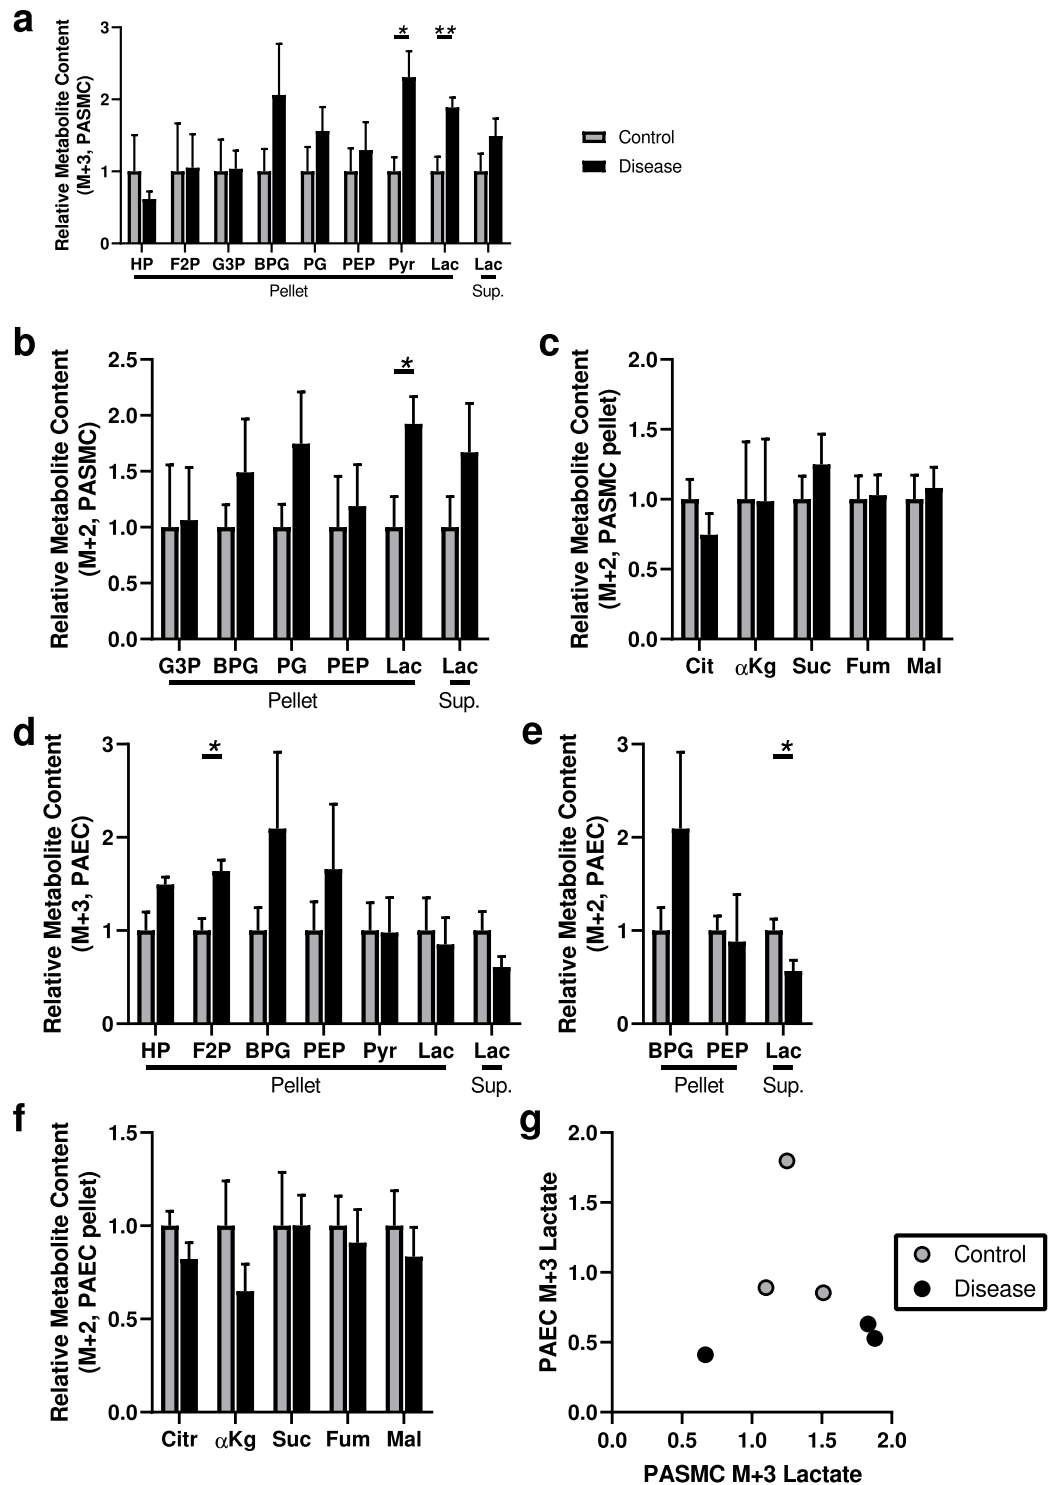 a
Relative Metabolite Content
(M+3, PASMC)
3
2
1
0
* **
HP F2P G3P BPG PG PEP Pyr Lac Lac
Pellet Sup.
Control
Disease
b
Relative Metabolite Content
(M+2, PASMC)
2.5
2.0
1.5
1.0
0.5
0.0
*
G3P BPG PG PEP Lac Lac
Pellet Sup.
c
Relative Metabolite Content
(M+2, PASMC pellet)
2.0
1.5
1.0
0.5
0.0
Cit αKg Suc Fum Mal
d
Relative Metabolite Content
(M+3, PAEC)
3
2
1
0
*
HP F2P BPG PEP Pyr Lac Lac
Pellet Sup.
e
Relative Metabolite Content
(M+2, PAEC)
3
2
1
0
*
BPG PEP Lac
Pellet Sup.
f
Relative Metabolite Content
(M+2, PAEC pellet)
1.5
1.0
0.5
0.0
Citr αKg Suc Fum Mal
g
PAEC M+3 Lactate
2.0
1.5
1.0
0.5
0.0
0.0 0.5 1.0 1.5 2.0
PASMC M+3 Lactate
Control
Disease